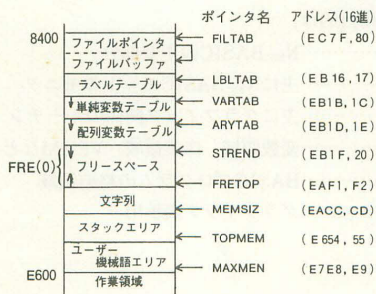 ポインタ名 アドレス(16進)
8400 ファイルポインタ FILTAB (EC7F,80)
ファイルバッファ
ラベルテーブル LBLTAB (EB16,17)
単純変数テーブル VARTAB (EB1B,1C)
配列変数テーブル ARYTAB (EB1D,1E)
STREND (EB1F,20)
FRE(0) フリースペース
FRETOP (EAF1,F2)
文字列
MEMSIZ (EACC,CD)
スタックエリア
TOPMEM (E654,55)
ユーザー
機械語エリア
E600 MAXMEN (E7E8,E9)
作業領域